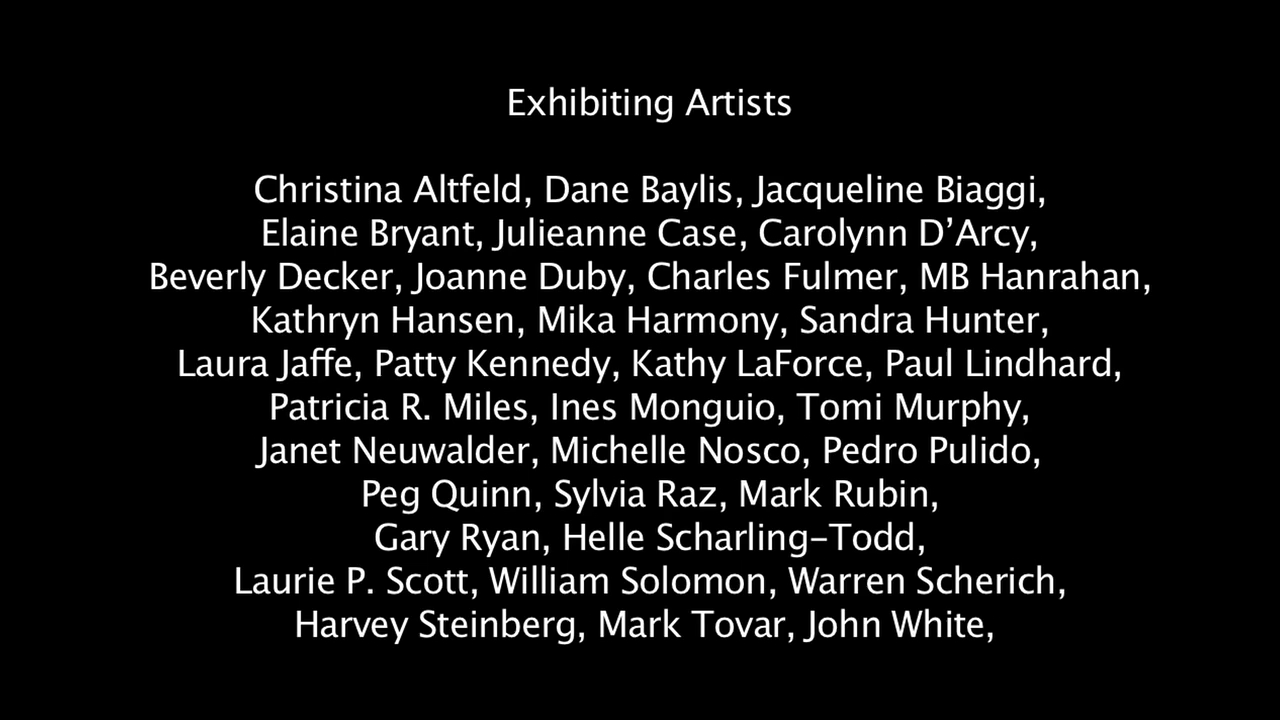 Exhibiting Artists
Christina Altfeld, Dane Baylis, Jacqueline Biaggi,
Elaine Bryant, Julieanne Case, Carolynn D’Arcy,
Beverly Decker, Joanne Duby, Charles Fulmer, MB Hanrahan,
Kathryn Hansen, Mika Harmony, Sandra Hunter,
Laura Jaffe, Patty Kennedy, Kathy LaForce, Paul Lindhard,
Patricia R. Miles, Ines Monguio, Tomi Murphy,
Janet Neuwalder, Michelle Nosco, Pedro Pulido,
Peg Quinn, Sylvia Raz, Mark Rubin,
Gary Ryan, Helle Scharling-Todd,
Laurie P. Scott, William Solomon, Warren Scherich,
Harvey Steinberg, Mark Tovar, John White,